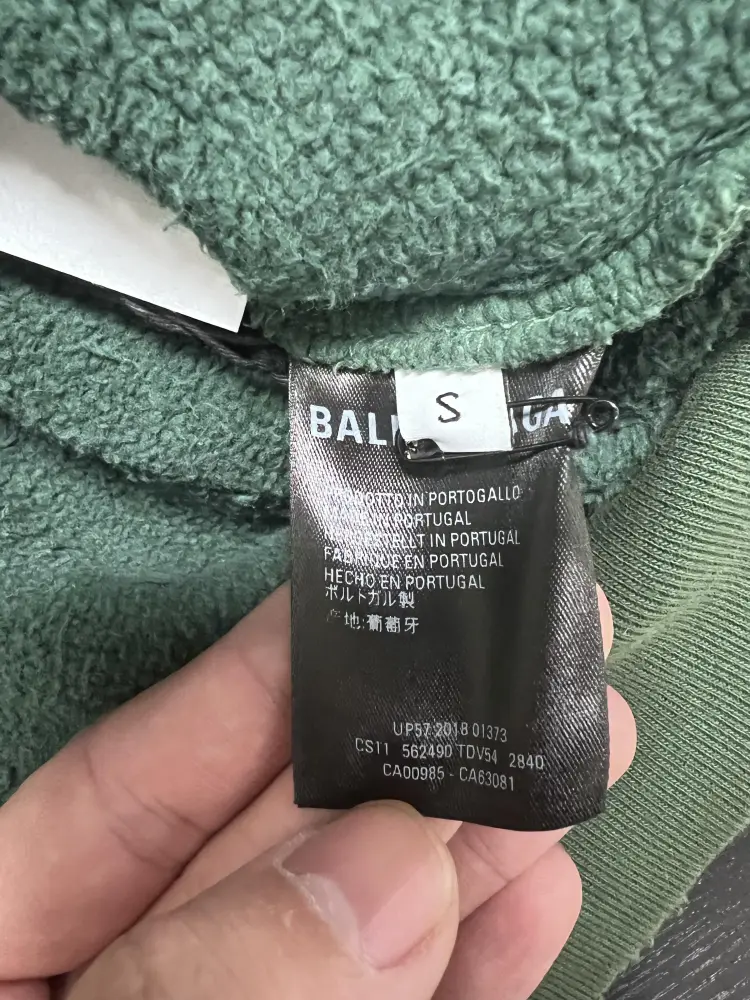 S
BAL GA
PRODOTTO IN PORTOGALLO
MADE IN PORTUGAL
HERGESTELLT IN PORTUGAL
FABRIQUE EN PORTUGAL
HECHO EN PORTUGAL
ポルトガル製
产地:葡萄牙
UP57 2018 01373
CS11 562490 TDV54 2840
CA00985 - CA63081